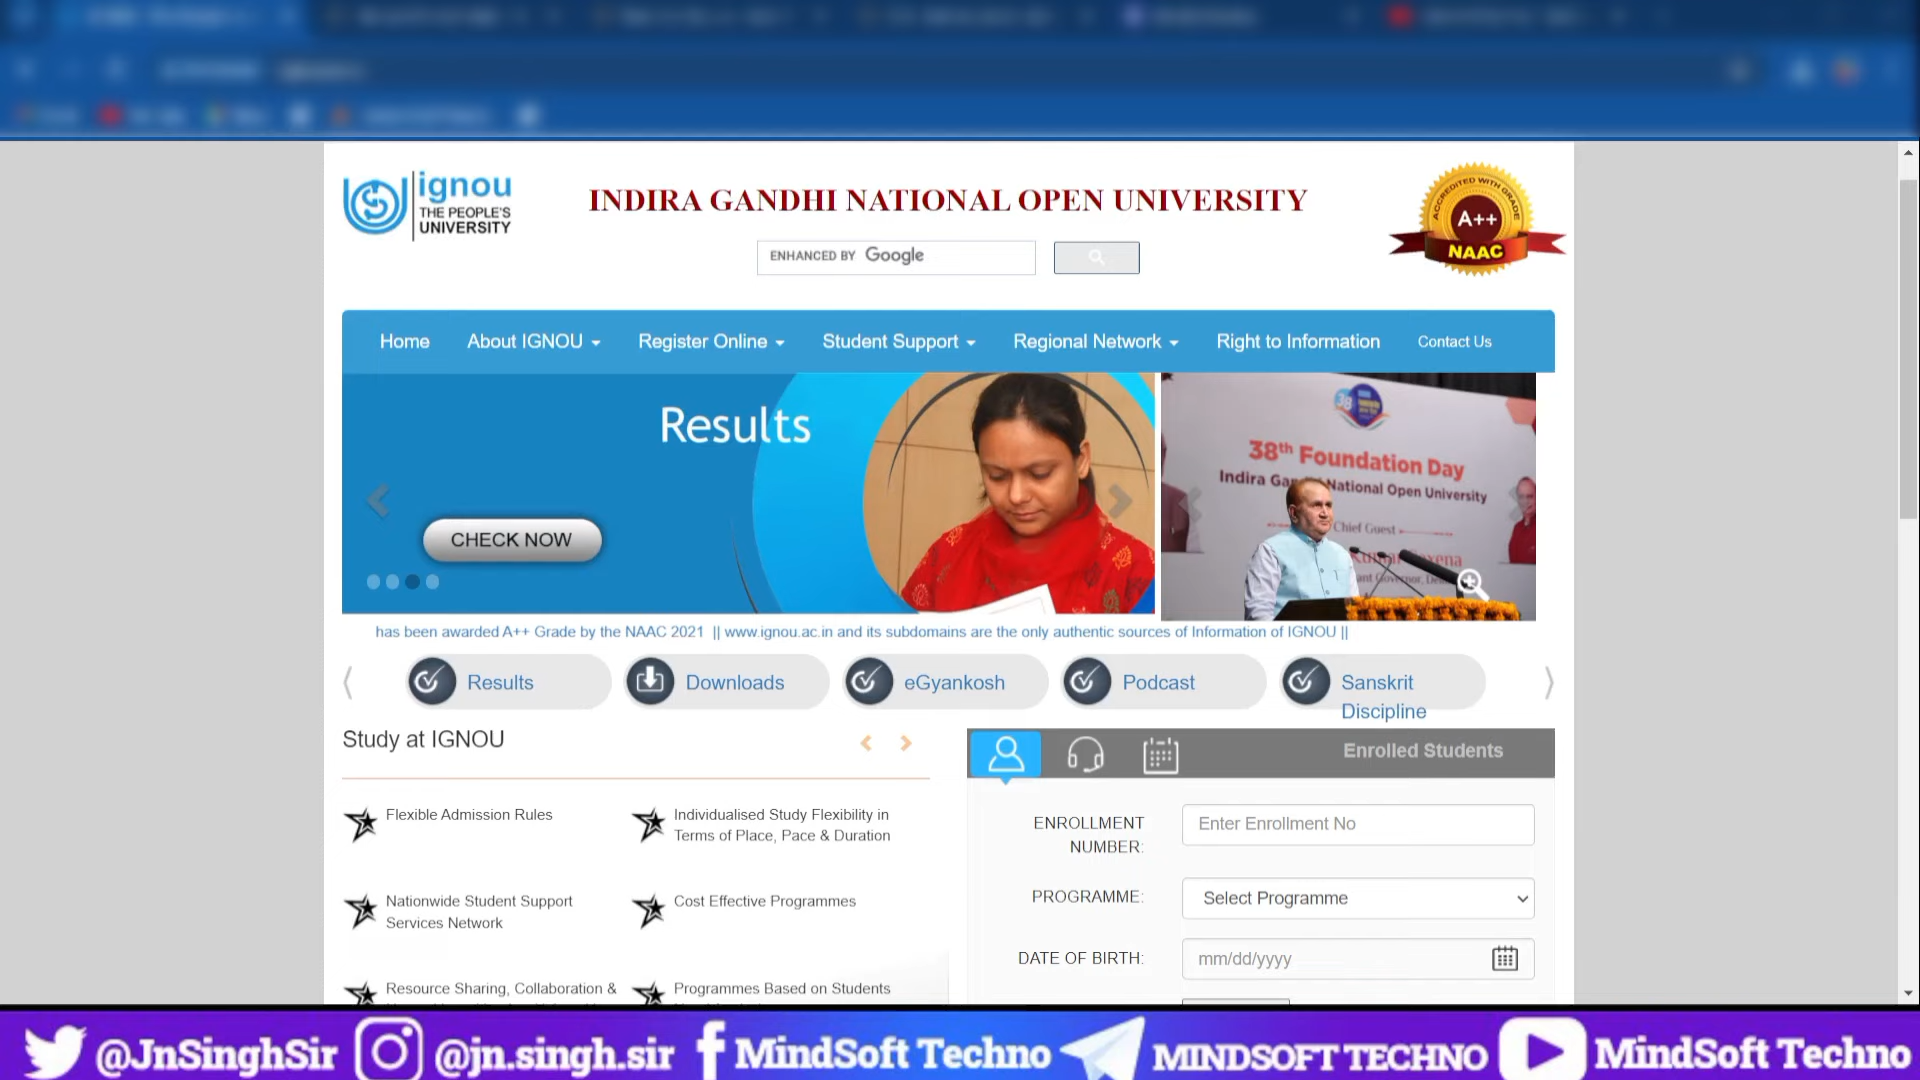 ignou
THE PEOPLE'S
UNIVERSITY
INDIRA GANDHI NATIONAL OPEN UNIVERSITY
ENHANCED BY Google
ACCREDITED WITH GRADE
A++
NAAC
Home
About IGNOU
Register Online
Student Support
Regional Network
Right to Information
Contact Us
Results
CHECK NOW
38
38th Foundation Day
Indira Gandhi National Open University
Chief Guest
has been awarded A++ Grade by the NAAC 2021 || www.ignou.ac.in and its subdomains are the only authentic sources of Information of IGNOU ||
Results
Downloads
eGyankosh
Podcast
Sanskrit
Discipline
Study at IGNOU
Flexible Admission Rules
Individualised Study Flexibility in
Terms of Place, Pace & Duration
Nationwide Student Support
Services Network
Cost Effective Programmes
Resource Sharing, Collaboration &
Programmes Based on Students
Enrolled Students
ENROLLMENT
NUMBER:
Enter Enrollment No
PROGRAMME:
Select Programme
DATE OF BIRTH:
mm/dd/yyyy
@JnSinghSir
@jn.singh.sir
MindSoft Techno
MINDSOFT TECHNO
MindSoft Techno